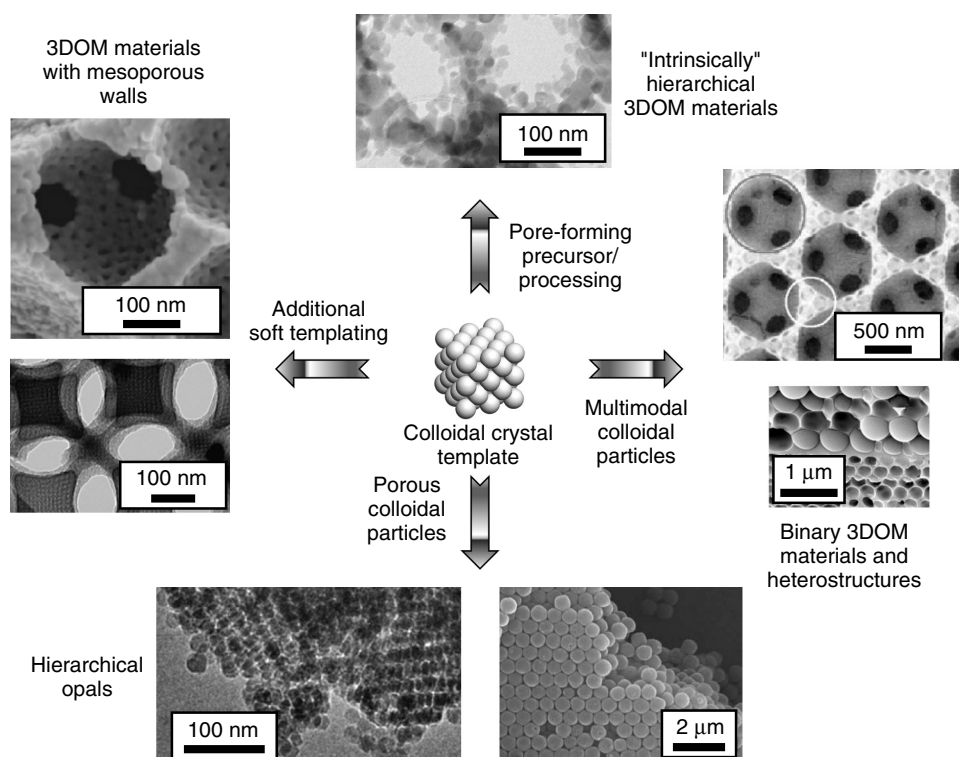 3DOM materials
with mesoporous
walls
"Intrinsically"
hierarchical
3DOM materials
100 nm
100 nm
Pore-forming
precursor/
processing
500 nm
Additional
soft templating
100 nm
Colloidal crystal
template
Multimodal
colloidal
particles
1 μm
Porous
colloidal
particles
Binary 3DOM
materials and
heterostructures
Hierarchical
opals
100 nm
2 μm